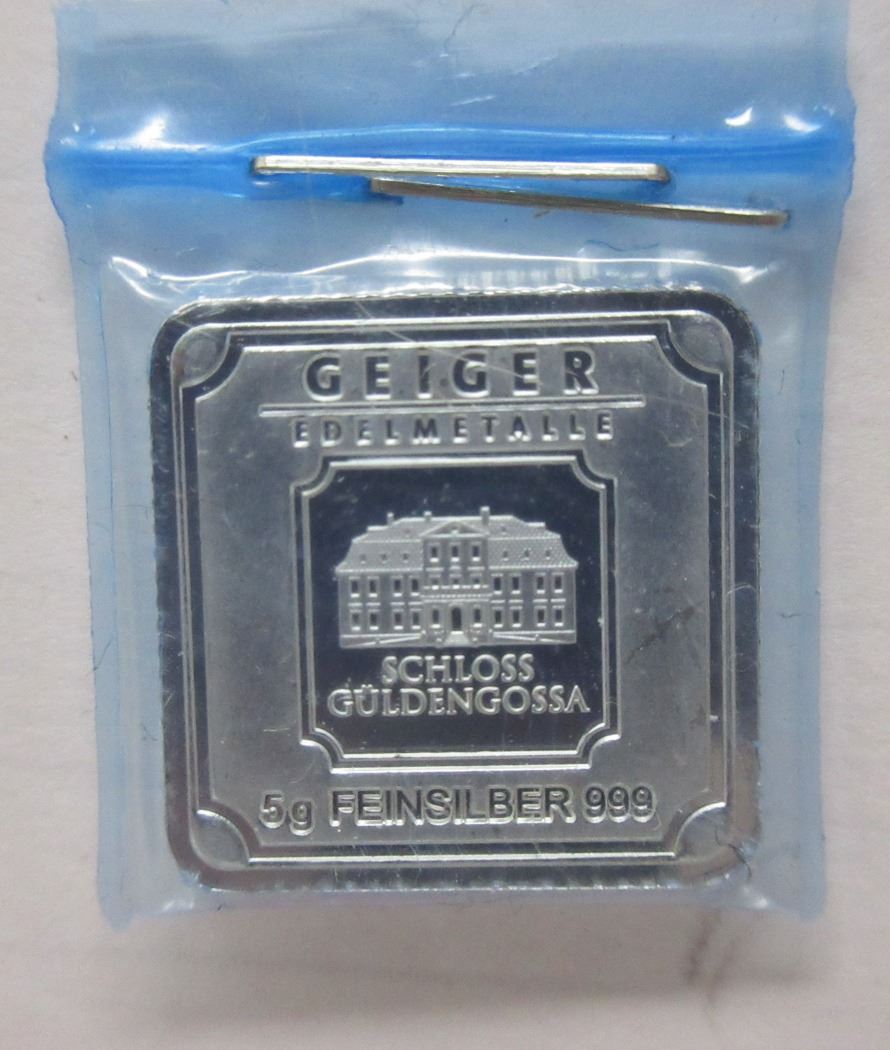 GEIGER
EDELMETALLE
SCHLOSS
GÜLDENGOSSA
5g FEINSILBER 999